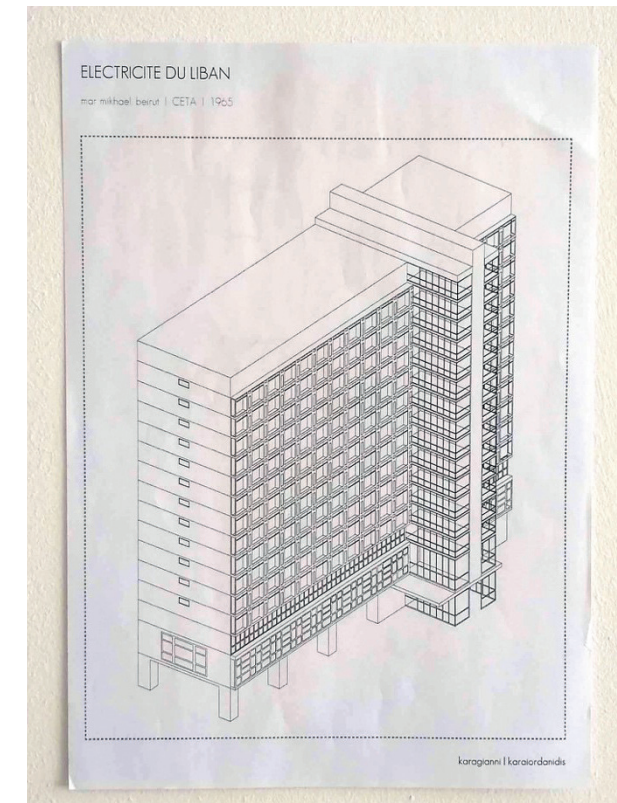 ELECTRICITE DU LIBAN
mar mikhael beirut | CETA | 1965
karagianni | karaiordanidis